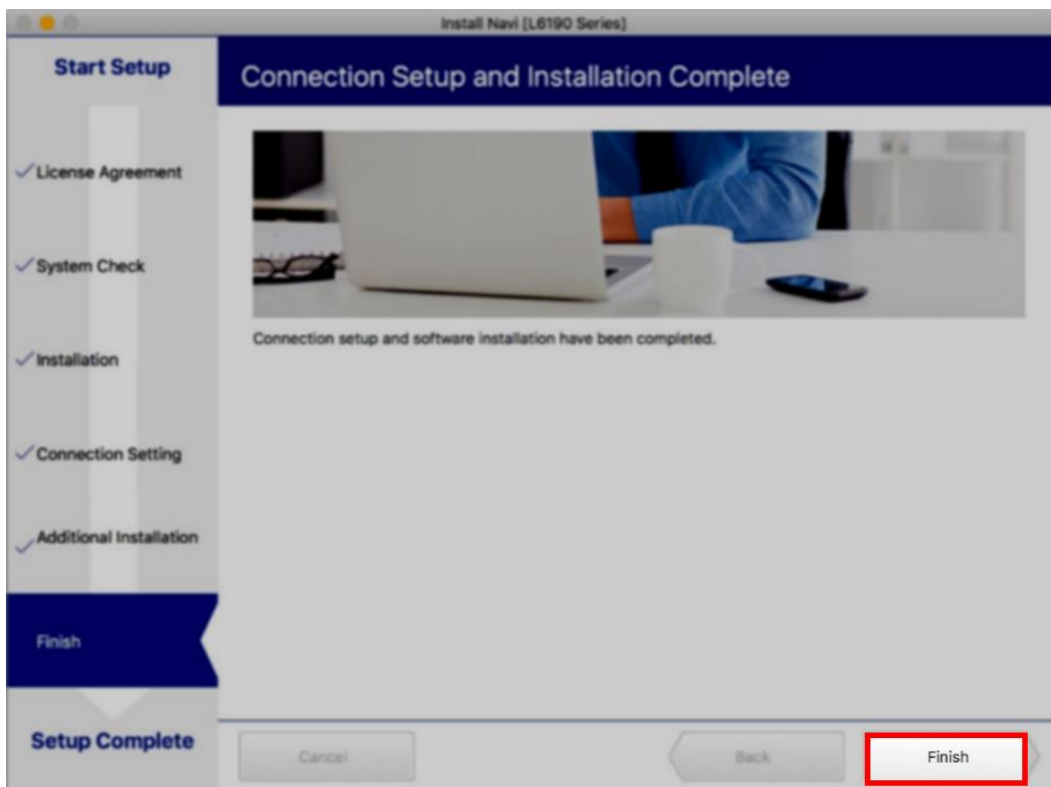 Install Navi [L6190 Series]
Start Setup
Connection Setup and Installation Complete
License Agreement
System Check
Installation
Connection Setting
Additional Installation
Finish
Setup Complete
Connection setup and software installation have been completed.
Cancel
Back
Finish